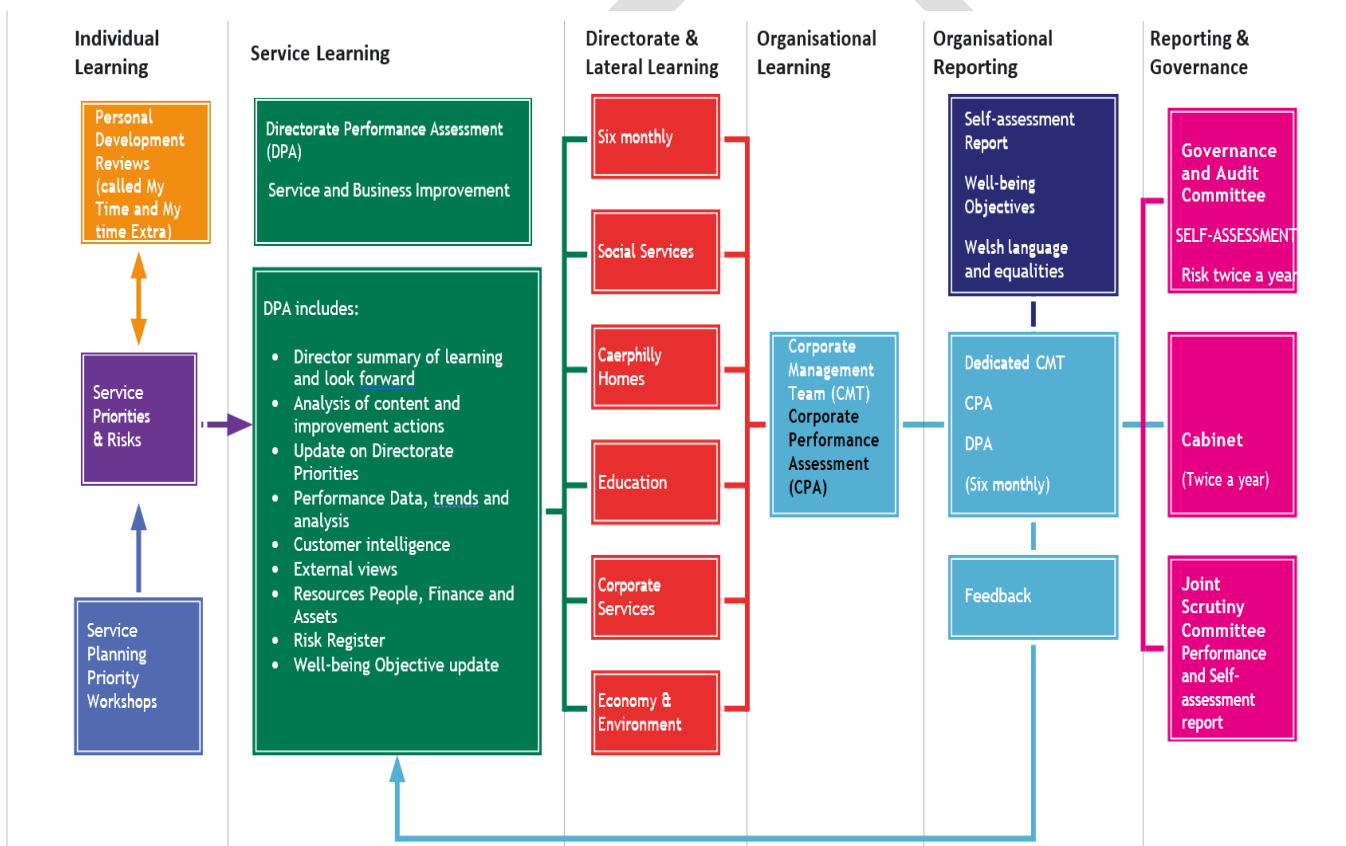 Individual
Learning
Personal
Development
Reviews
(called My
Time and My
time Extra)
Service
Priorities
& Risks
Service
Planning
Priority
Workshops
Service Learning
Directorate Performance Assessment
(DPA)
Service and Business Improvement
DPA includes:
• Director summary of learning
and look forward
• Analysis of content and
improvement actions
• Update on Directorate
Priorities
• Performance Data, trends and
analysis
• Customer intelligence
• External views
• Resources People, Finance and
Assets
• Risk Register
• Well-being Objective update
Directorate &
Lateral Learning
Six monthly
Social Services
Caerphilly
Homes
Education
Corporate
Services
Economy &
Environment
Organisational
Learning
Corporate
Management
Team (CMT)
Corporate
Performance
Assessment
(CPA)
Organisational
Reporting
Self-assessment
Report
Well-being
Objectives
Welsh language
and equalities
Dedicated CMT
CPA
DPA
(Six monthly)
Feedback
Reporting &
Governance
Governance
and Audit
Committee
SELF-ASSESSMENT
Risk twice a year
Cabinet
(Twice a year)
Joint
Scrutiny
Committee
Performance
and Self-
assessment
report